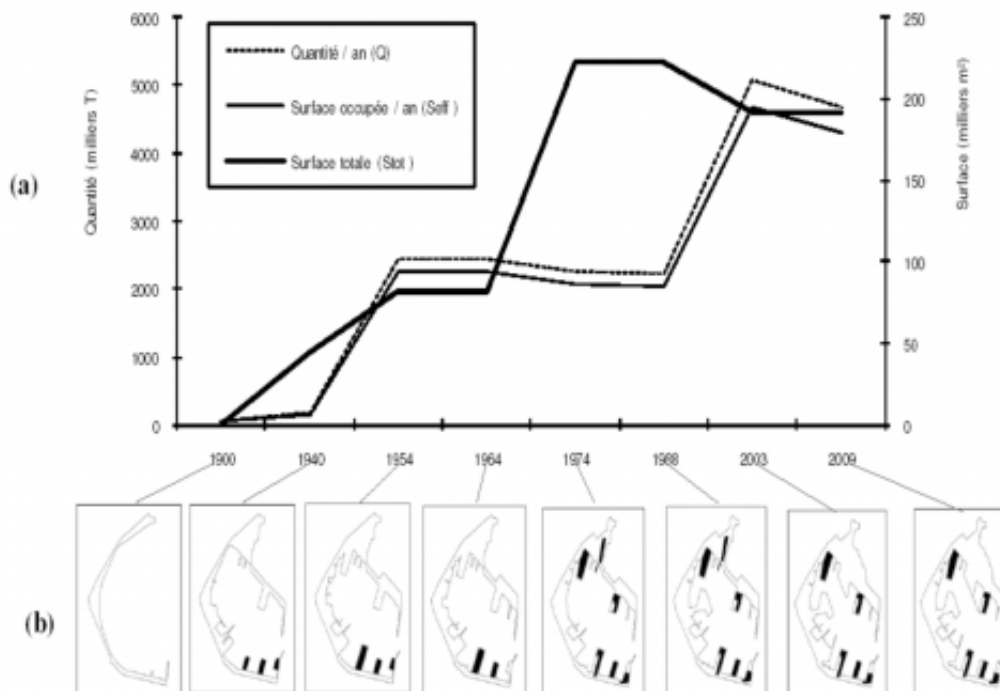 (a)
Quantité (milliers T)
6000
5000
4000
3000
2000
1000
0
Quantité / an (Q)
Surface occupée / an (Seff )
Surface totale (Stot )
250
200
150
100
50
0
Surface (milliers m²)
1900 1940 1954 1964 1974 1988 2003 2009
(b)